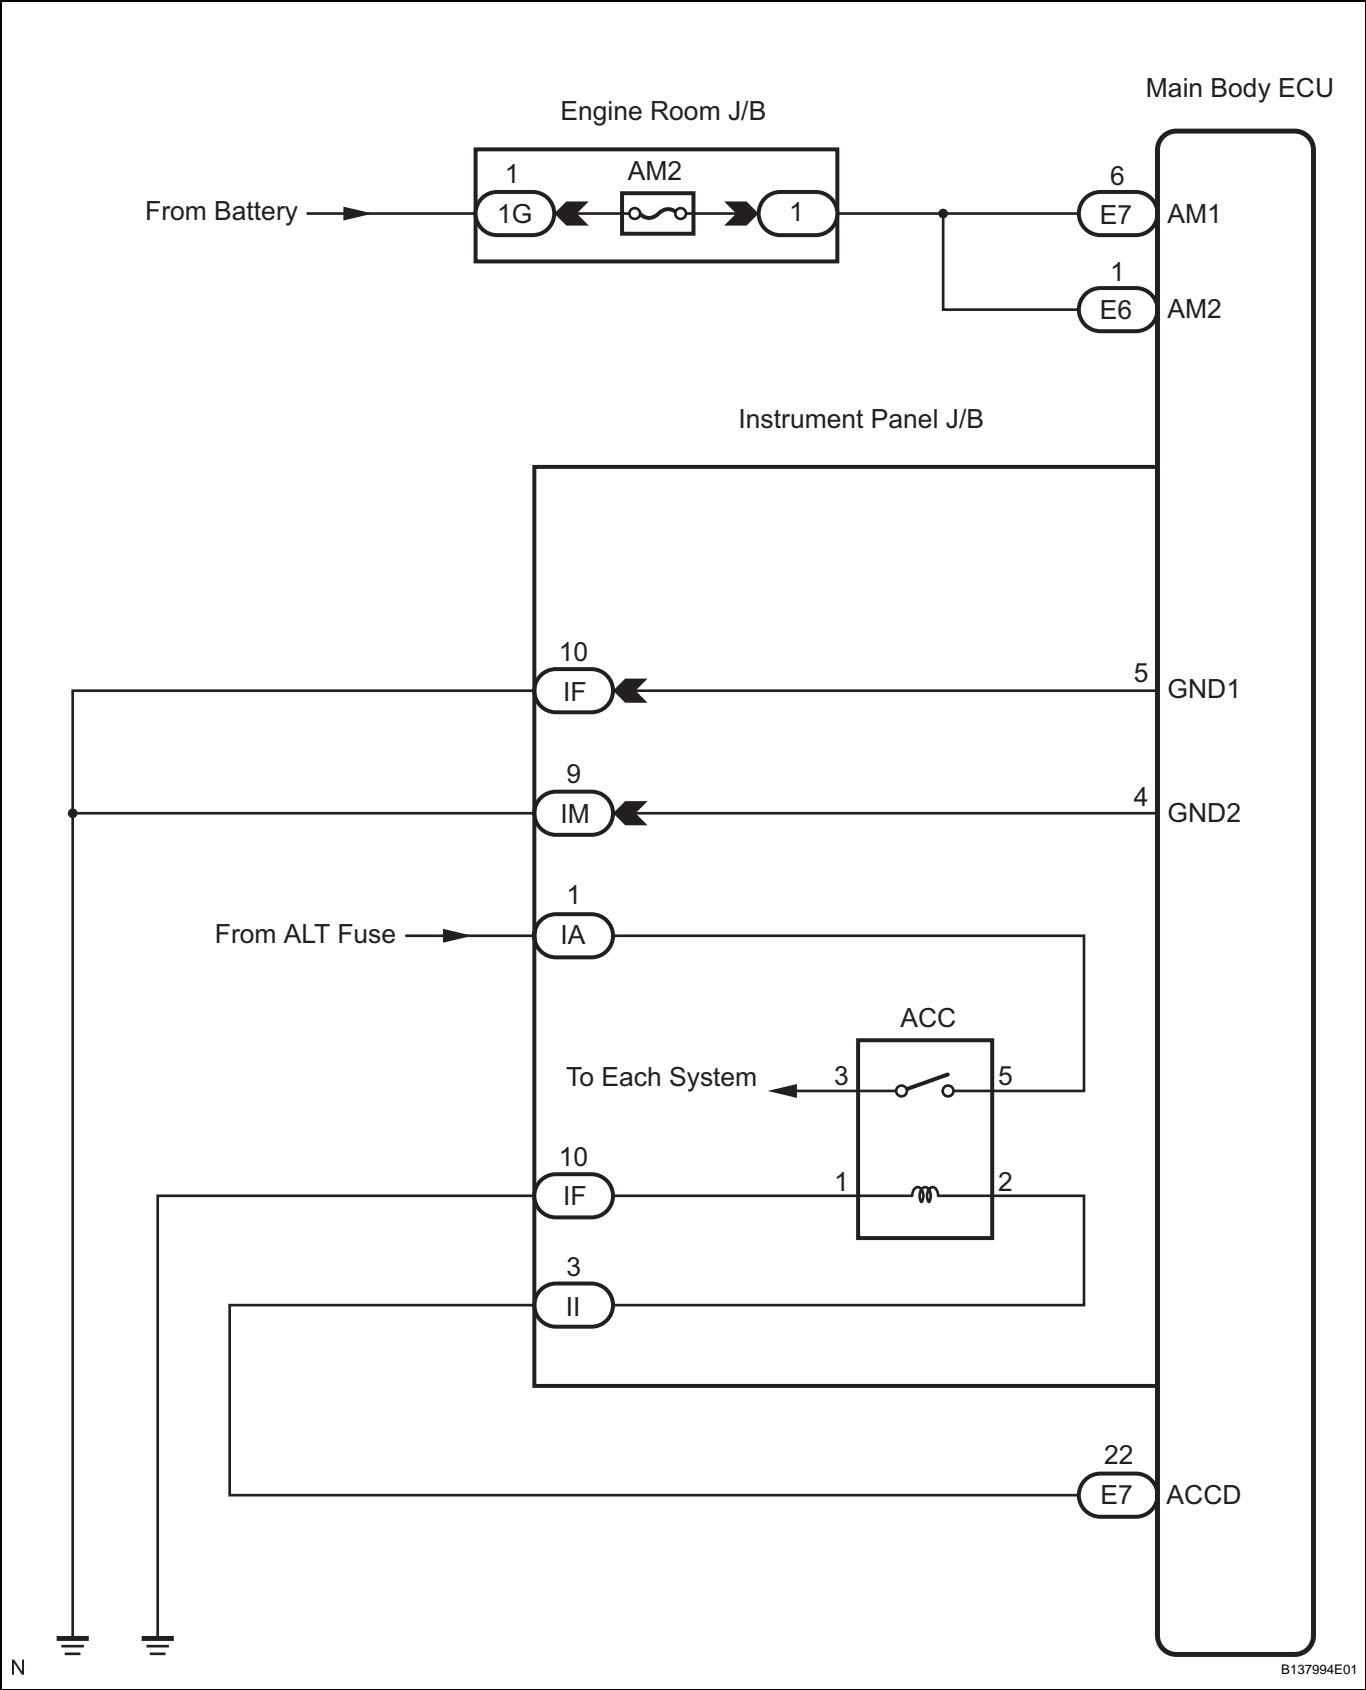 Main Body ECU
Engine Room J/B
1
AM2
6
From Battery
1G
1
E7
AM1
1
E6
AM2
Instrument Panel J/B
10
5
IF
GND1
9
4
IM
GND2
1
From ALT Fuse
IA
ACC
To Each System
3
5
10
1
2
IF
3
II
22
E7
ACCD
N
B137994E01